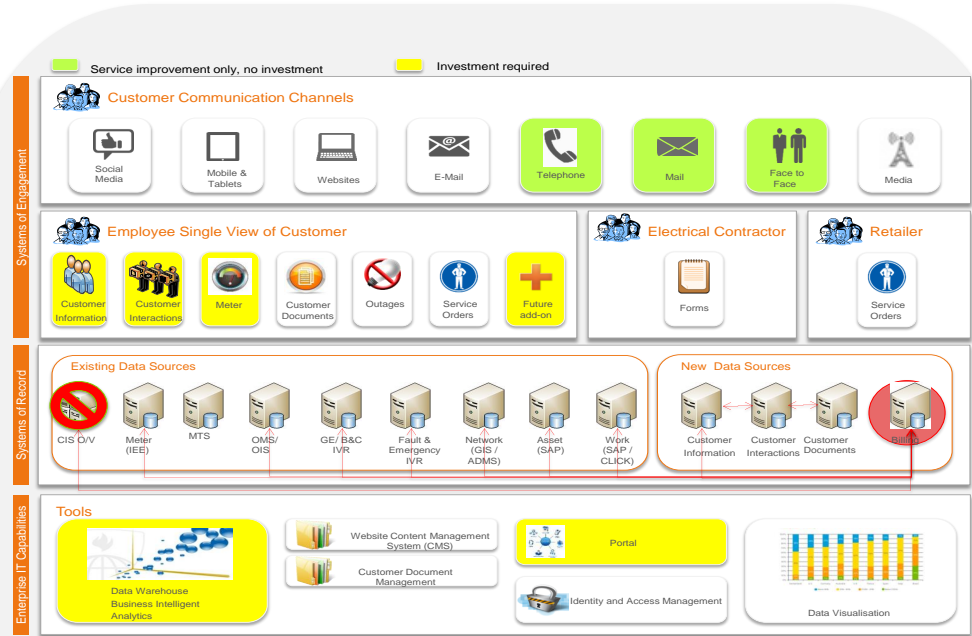 Service improvement only, no investment
Investment required
Systems of Engagement
Customer Communication Channels
Social
Media
Mobile &
Tablets
Websites
E-Mail
Telephone
Mail
Face to
Face
Media
Employee Single View of Customer
Customer
Information
Customer
Interactions
Meter
Customer
Documents
Outages
Service
Orders
Future
add-on
Electrical Contractor
Forms
Retailer
Service
Orders
Systems of Record
Existing Data Sources
CIS O/V
Meter
(IEE)
MTS
OMS/
OIS
GE/ B&C
IVR
Fault &
Emergency
IVR
Network
(GIS /
ADMS)
Asset
(SAP)
Work
(SAP /
CLICK)
New Data Sources
Customer
Information
Customer
Interactions
Customer
Documents
Billing
Enterprise IT Capabilities
Tools
Data Warehouse
Business Intelligent
Analytics
Website Content Management
System (CMS)
Customer Document
Management
Portal
Identity and Access Management
Data Visualisation